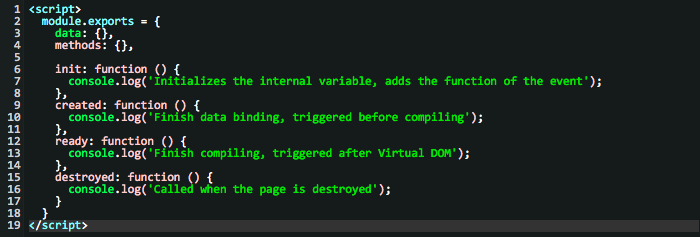 1 <script>
2   module.exports = {
3     data: {},
4     methods: {},
5
6     init: function () {
7       console.log('Initializes the internal variable, adds the function of the event');
8     },
9     created: function () {
10       console.log('Finish data binding, triggered before compiling');
11     },
12     ready: function () {
13       console.log('Finish compiling, triggered after Virtual DOM');
14     },
15     destroyed: function () {
16       console.log('Called when the page is destroyed');
17     }
18   }
19 </script>